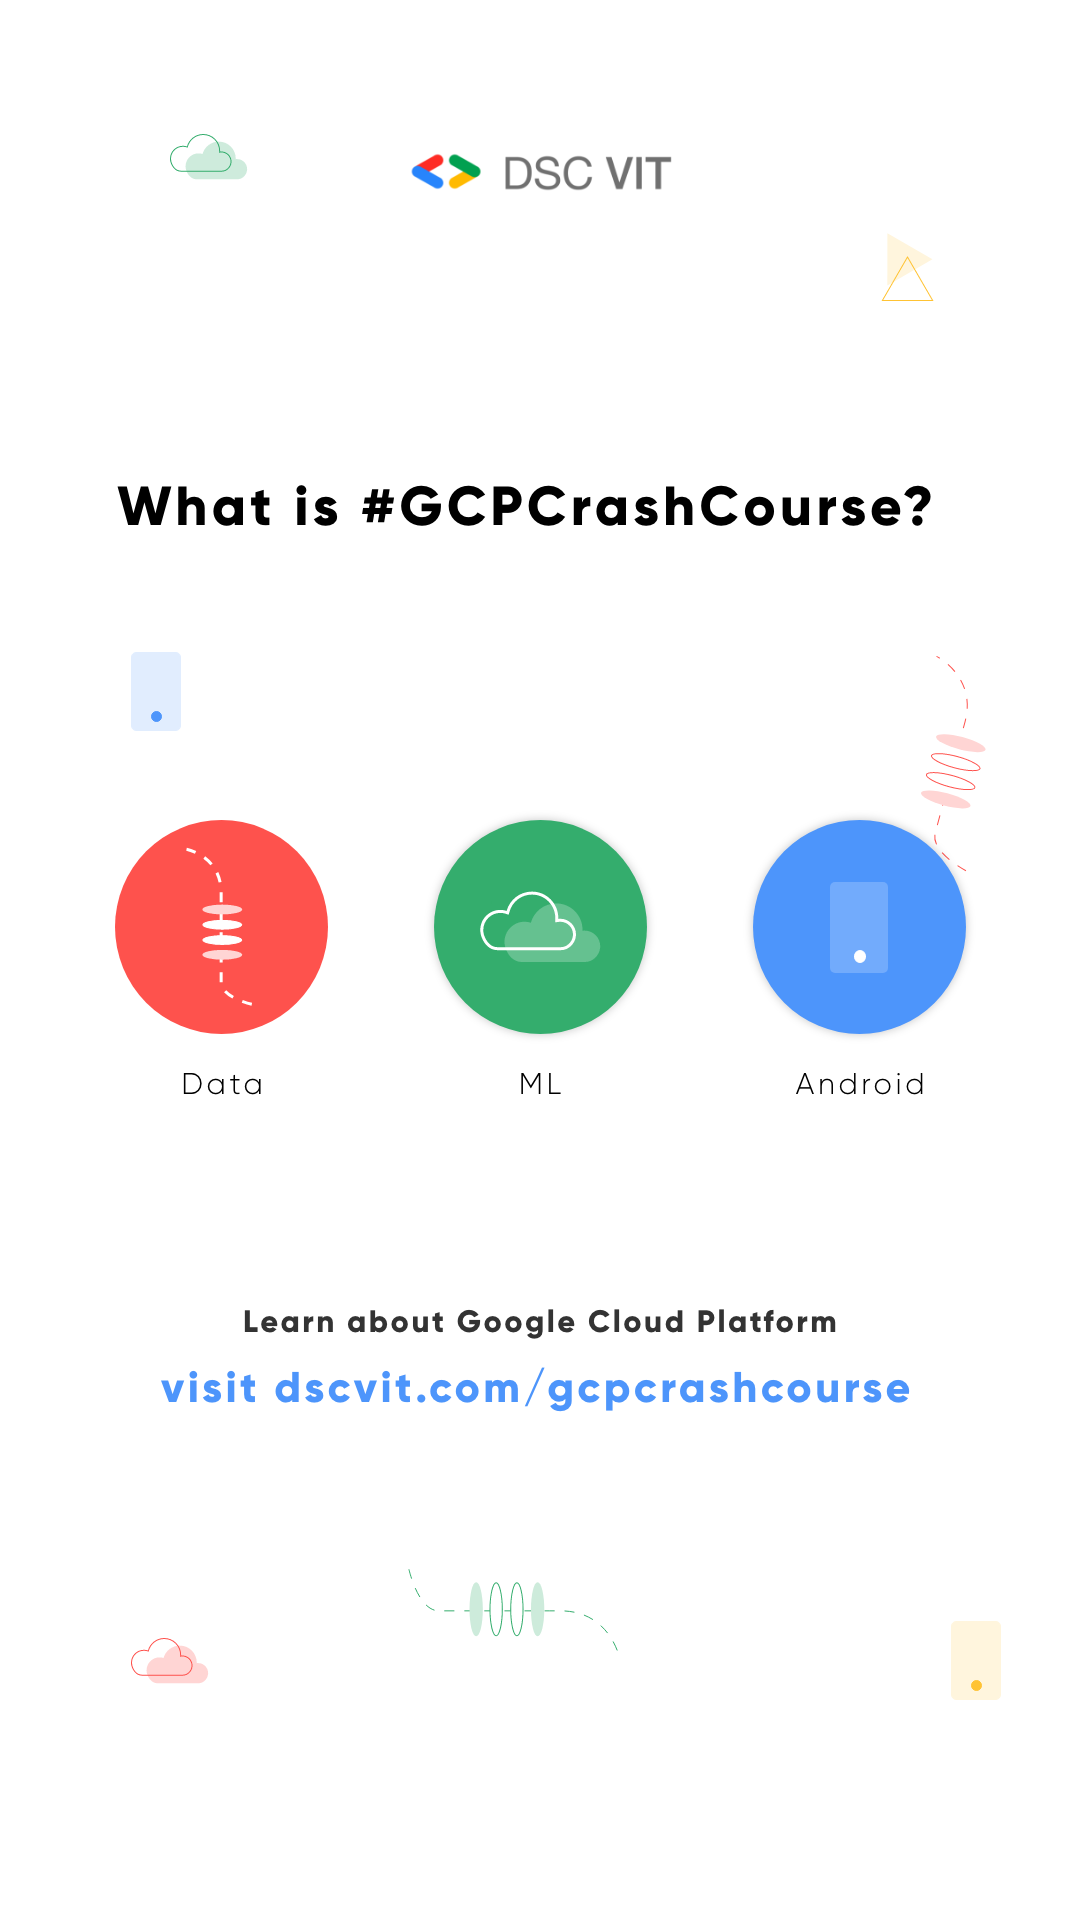 DSC VIT
What is #GCPCrashCourse?
Data
ML
Android
Learn about Google Cloud Platform
visit dscvit.com/gcpcrashcourse